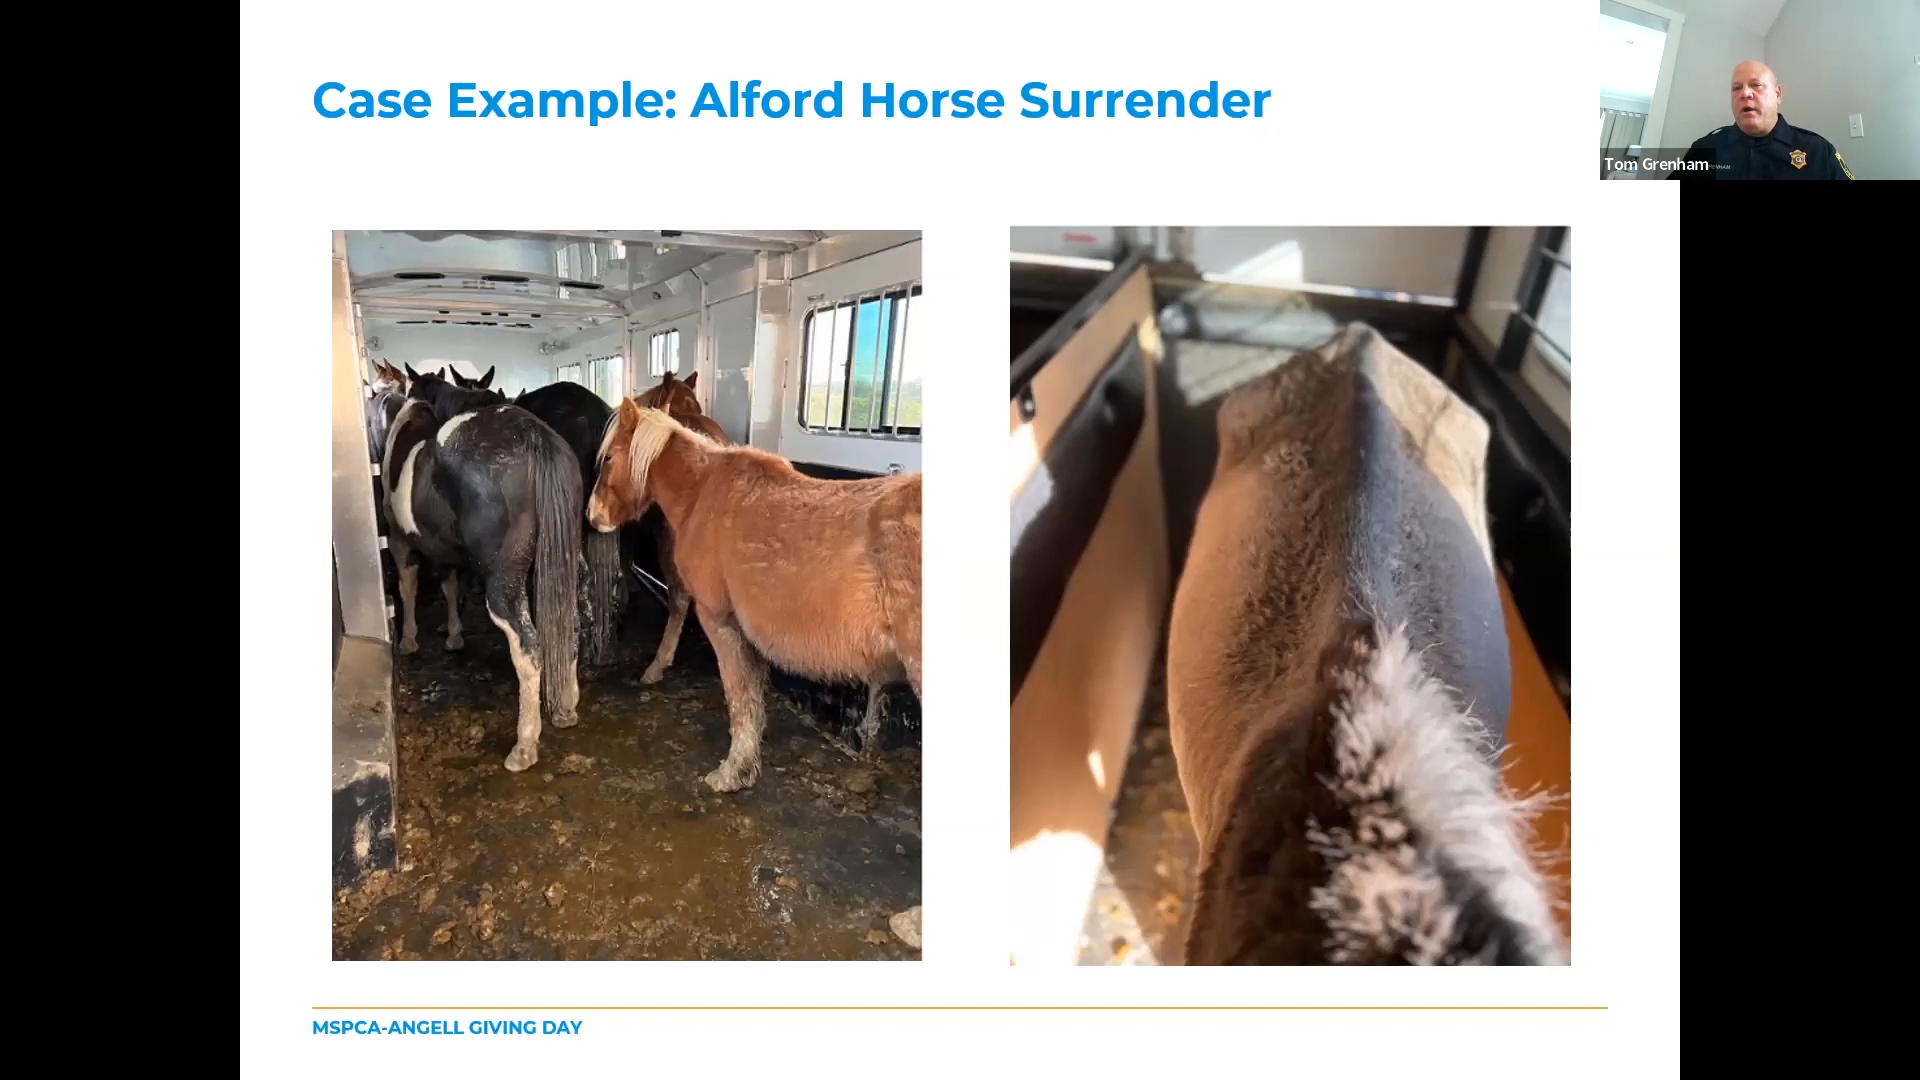 Case Example: Alford Horse Surrender
Tom Grenham
MSPCA-ANGELL GIVING DAY